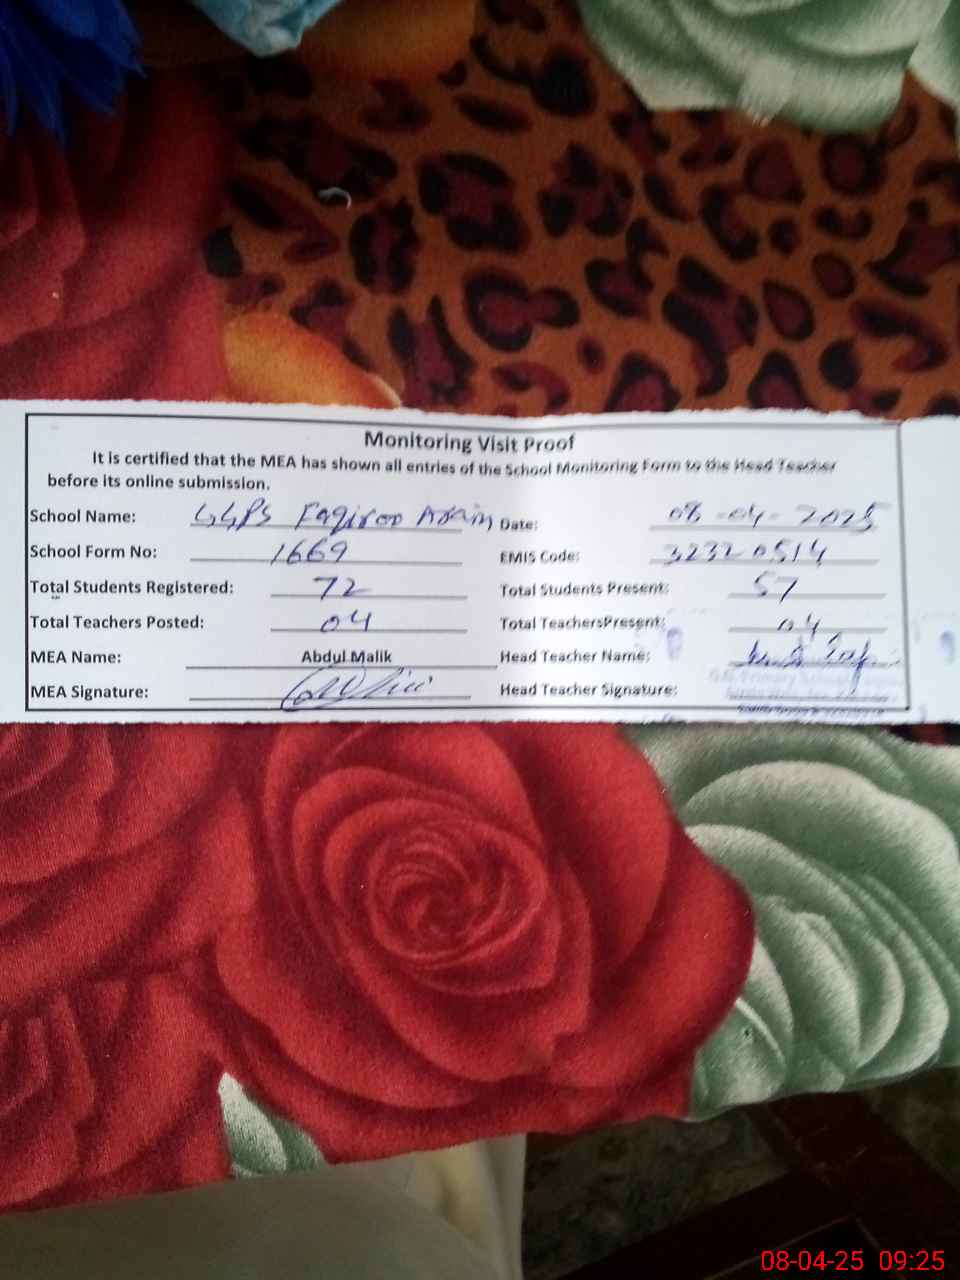 Monitoring Visit Proof
It is certified that the MEA has shown all entries of the School Monitoring Form to the Head Teacher
before its online submission.
School Name: GGPS Date: 08-04-2025
School Form No: 1669 EMIS Code: 32320514
Total Students Registered: 72 Total Students Present: 57
Total Teachers Posted: 04 Total TeachersPresent: 04
MEA Name: Abdul Malik Head Teacher Name:
MEA Signature: Head Teacher Signature:
08-04-25 09:25